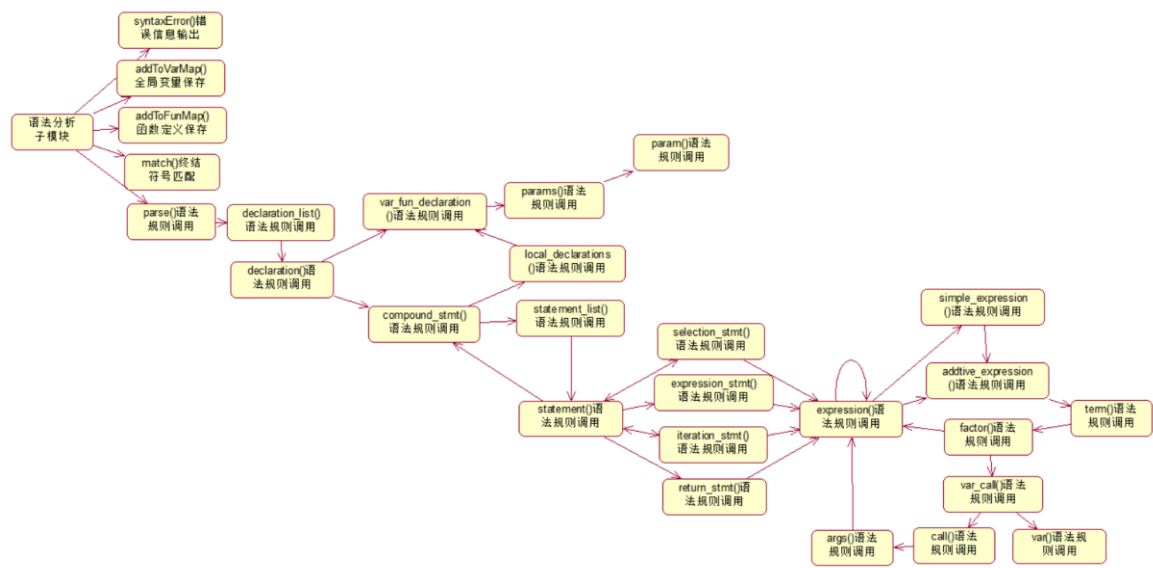 syntaxError()错
误信息输出
addToVarMap()
全局变量保存
语法分析
子模块
addToFunMap()
函数定义保存
match()终结
符号匹配
parse()语法
规则调用
declaration_list()
语法规则调用
declaration()语
法规则调用
var_fun_declaration
()语法规则调用
params()语法
规则调用
param()语法
规则调用
local_declarations
()语法规则调用
compound_stmt()
语法规则调用
statement_list()
语法规则调用
statement()语
法规则调用
selection_stmt()
语法规则调用
expression_stmt()
语法规则调用
iteration_stmt()
语法规则调用
return_stmt()语
法规则调用
expression()语
法规则调用
simple_expression
()语法规则调用
addtive_expression
()语法规则调用
term()语法
规则调用
factor()语法
规则调用
var_call()语法
规则调用
args()语法
规则调用
call()语法
规则调用
var()语法规
则调用